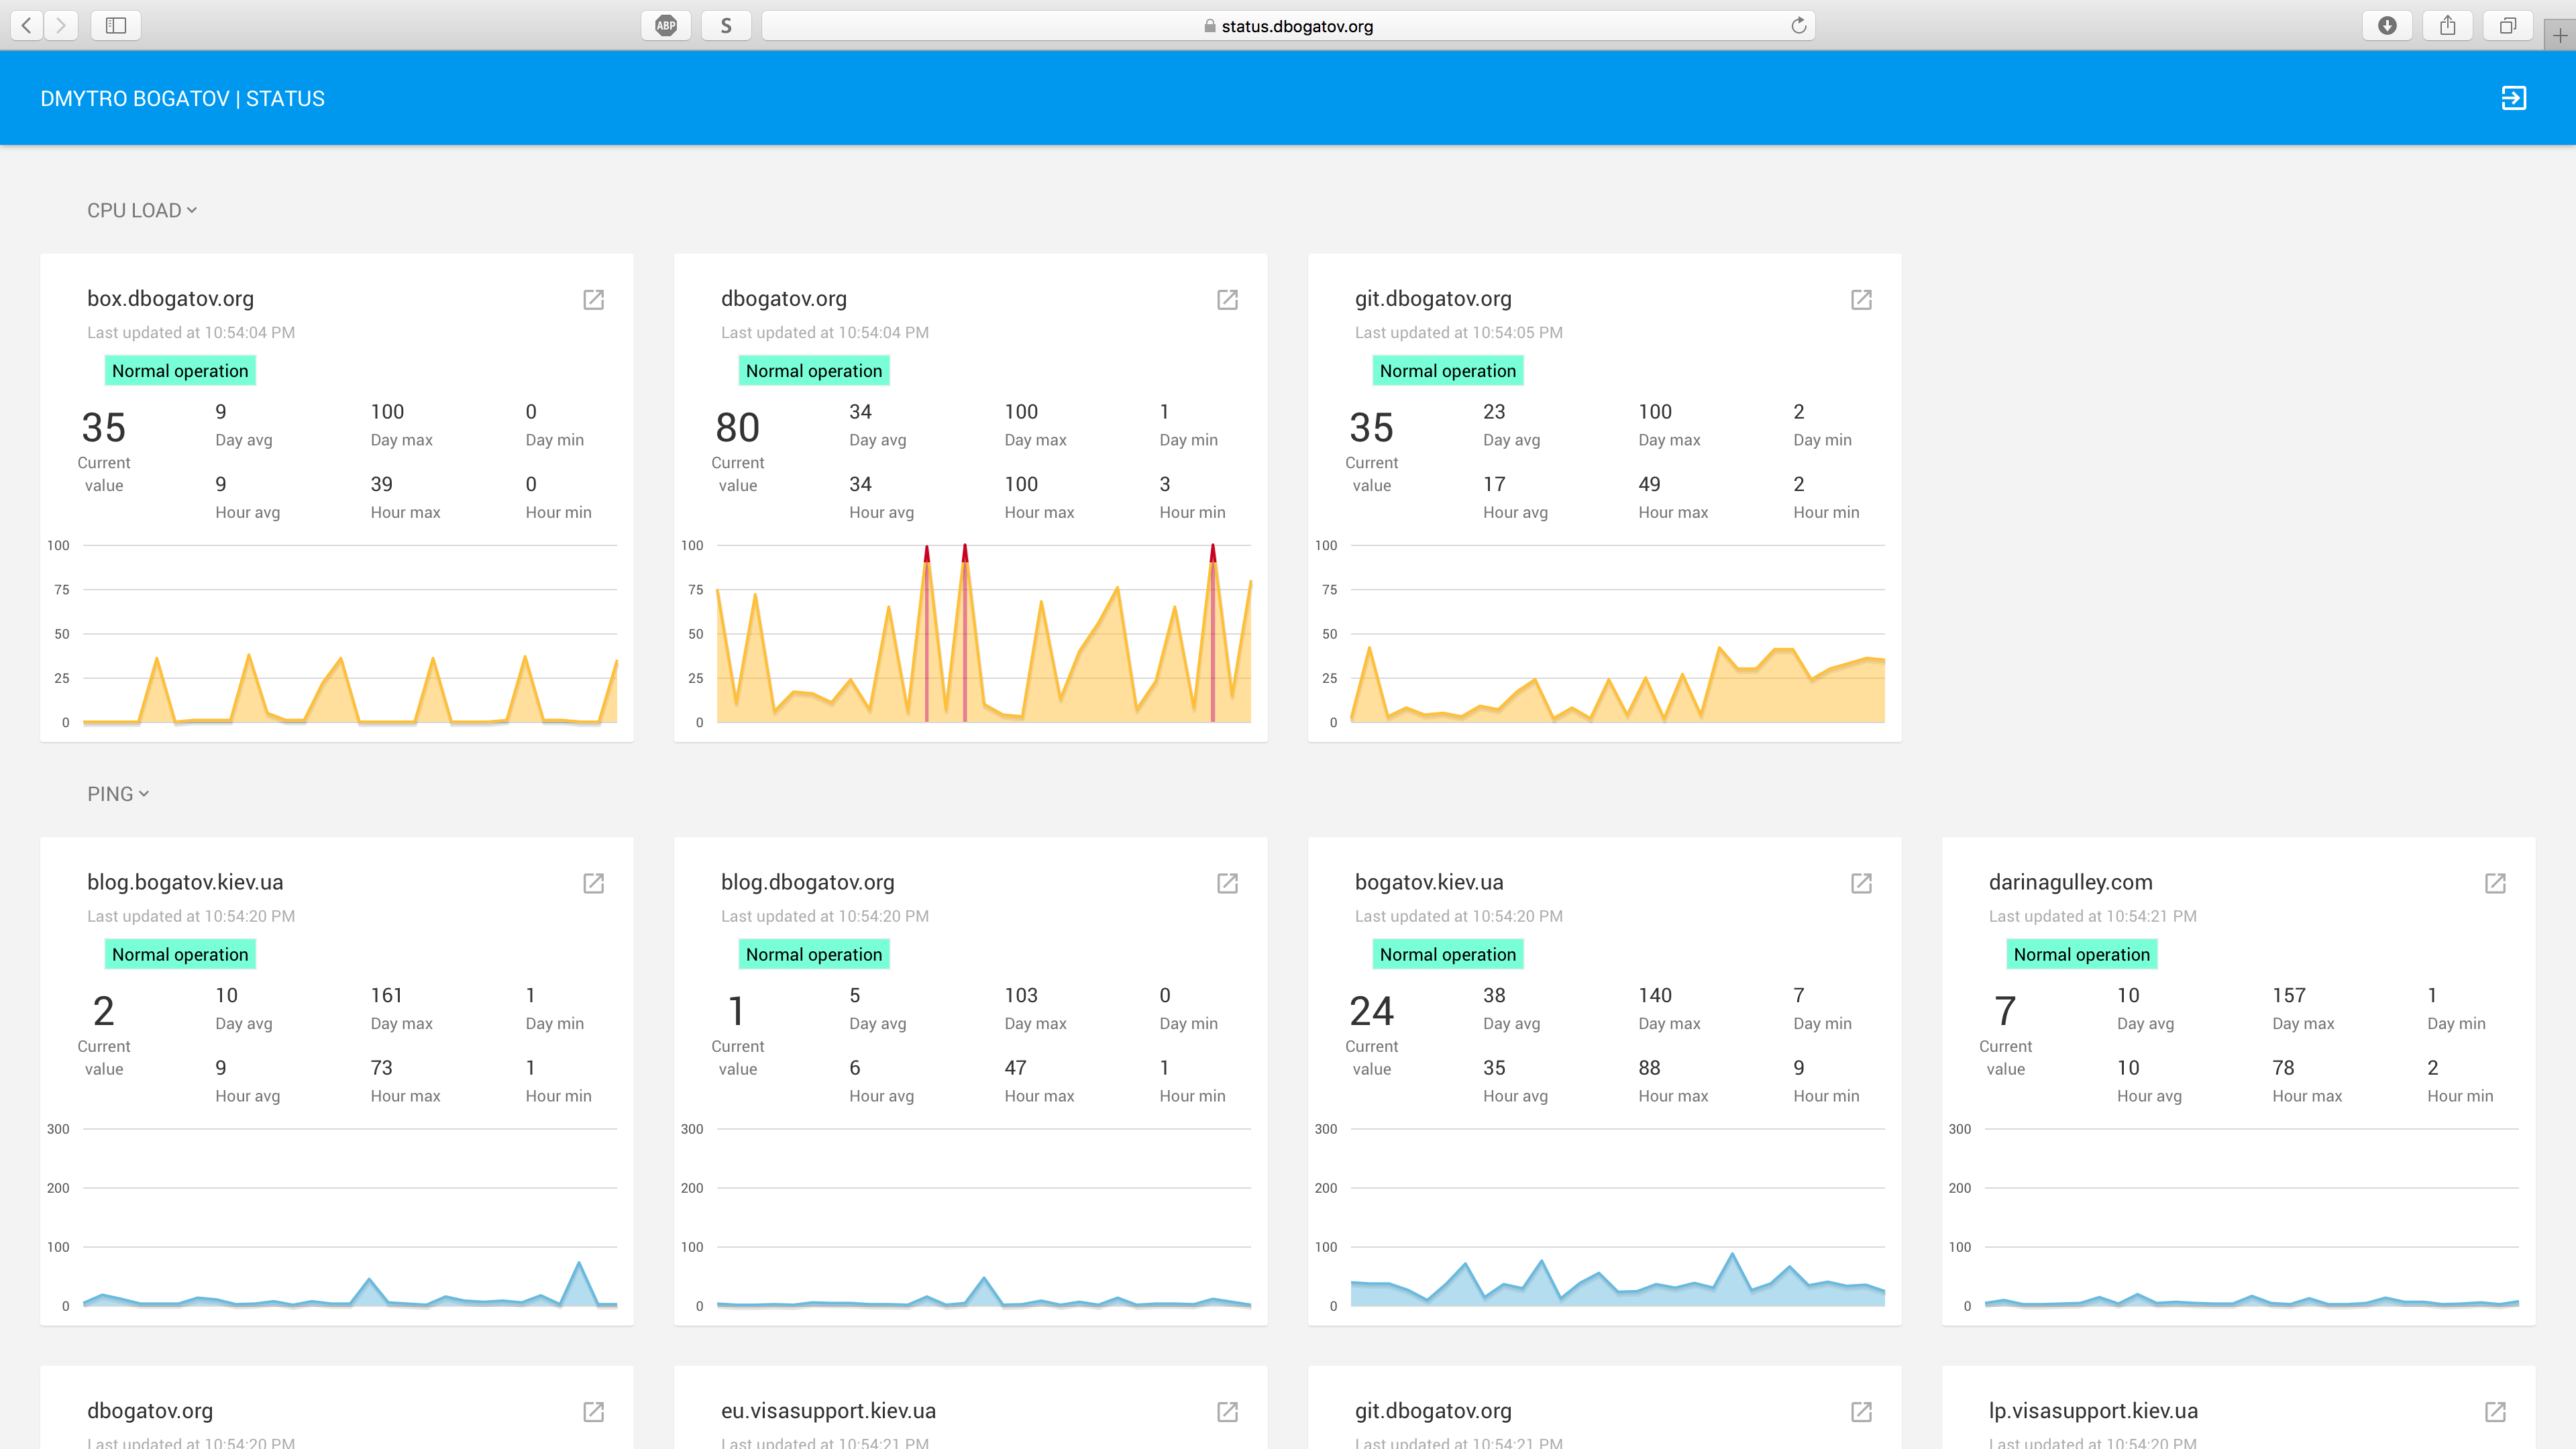 ABP
S
status.dbogatov.org
DMYTRO BOGATOV | STATUS
CPU LOAD
box.dbogatov.org
Last updated at 10:54:04 PM
Normal operation
35
Current
value
9
Day avg
100
Day max
0
Day min
9
Hour avg
39
Hour max
0
Hour min
100
75
50
25
0
dbogatov.org
Last updated at 10:54:04 PM
Normal operation
80
Current
value
34
Day avg
100
Day max
1
Day min
34
Hour avg
100
Hour max
3
Hour min
100
75
50
25
0
git.dbogatov.org
Last updated at 10:54:05 PM
Normal operation
35
Current
value
23
Day avg
100
Day max
2
Day min
17
Hour avg
49
Hour max
2
Hour min
100
75
50
25
0
PING
blog.bogatov.kiev.ua
Last updated at 10:54:20 PM
Normal operation
2
Current
value
10
Day avg
161
Day max
1
Day min
9
Hour avg
73
Hour max
1
Hour min
300
200
100
0
blog.dbogatov.org
Last updated at 10:54:20 PM
Normal operation
1
Current
value
5
Day avg
103
Day max
0
Day min
6
Hour avg
47
Hour max
1
Hour min
300
200
100
0
bogatov.kiev.ua
Last updated at 10:54:20 PM
Normal operation
24
Current
value
38
Day avg
140
Day max
7
Day min
35
Hour avg
88
Hour max
9
Hour min
300
200
100
0
darinagulley.com
Last updated at 10:54:21 PM
Normal operation
7
Current
value
10
Day avg
157
Day max
1
Day min
10
Hour avg
78
Hour max
2
Hour min
300
200
100
0
dbogatov.org
Last updated at 10:54:20 PM
eu.visasupport.kiev.ua
Last updated at 10:54:21 PM
git.dbogatov.org
Last updated at 10:54:21 PM
lp.visasupport.kiev.ua
Last updated at 10:54:20 PM